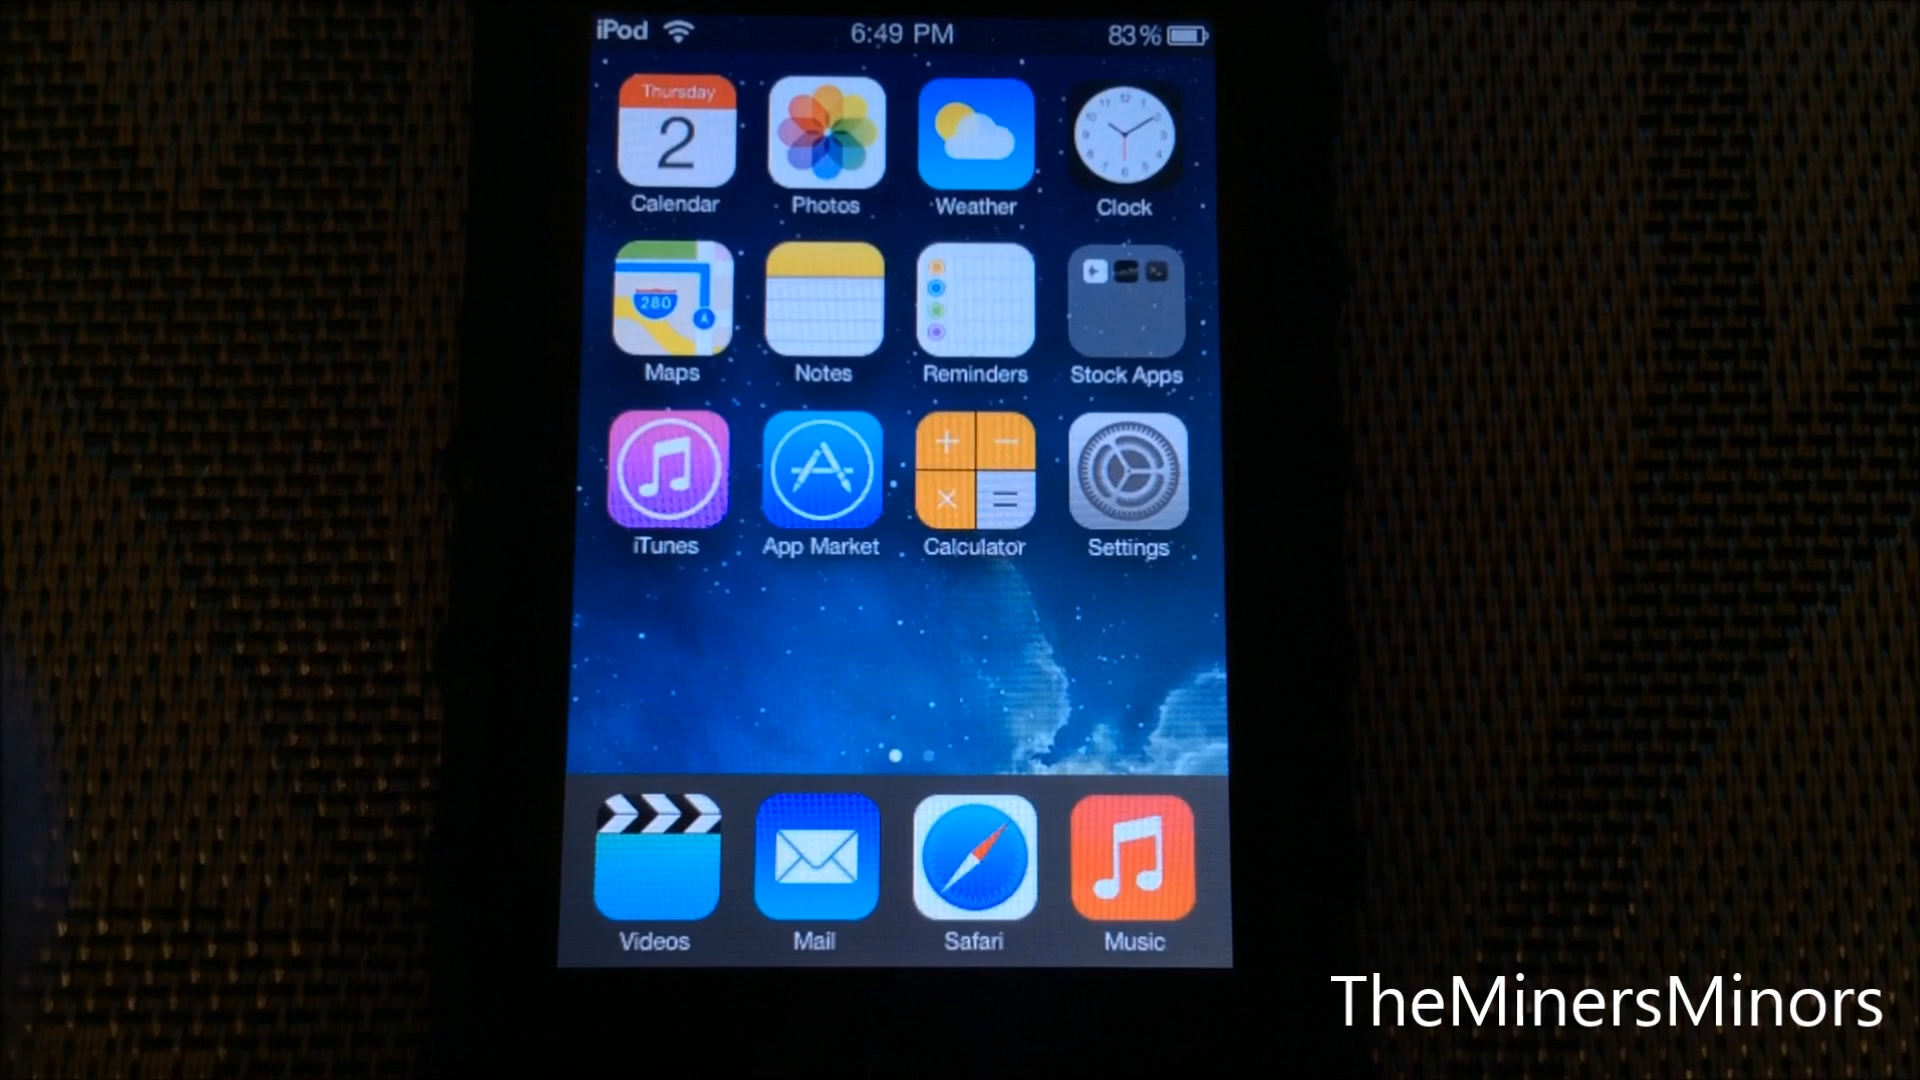 iPod 6:49 PM 83%
Thursday
2
Calendar Photos Weather Clock
280
Maps Notes Reminders Stock Apps
iTunes App Market Calculator Settings
Videos Mail Safari Music
TheMinersMinors